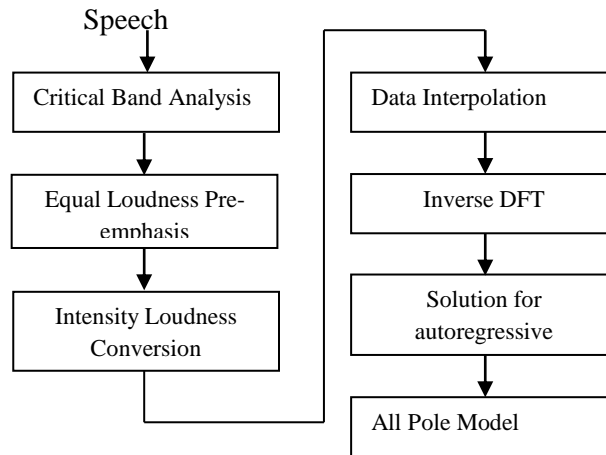 Speech
Critical Band Analysis
Equal Loudness Pre-
emphasis
Intensity Loudness
Conversion
Data Interpolation
Inverse DFT
Solution for
autoregressive
All Pole Model